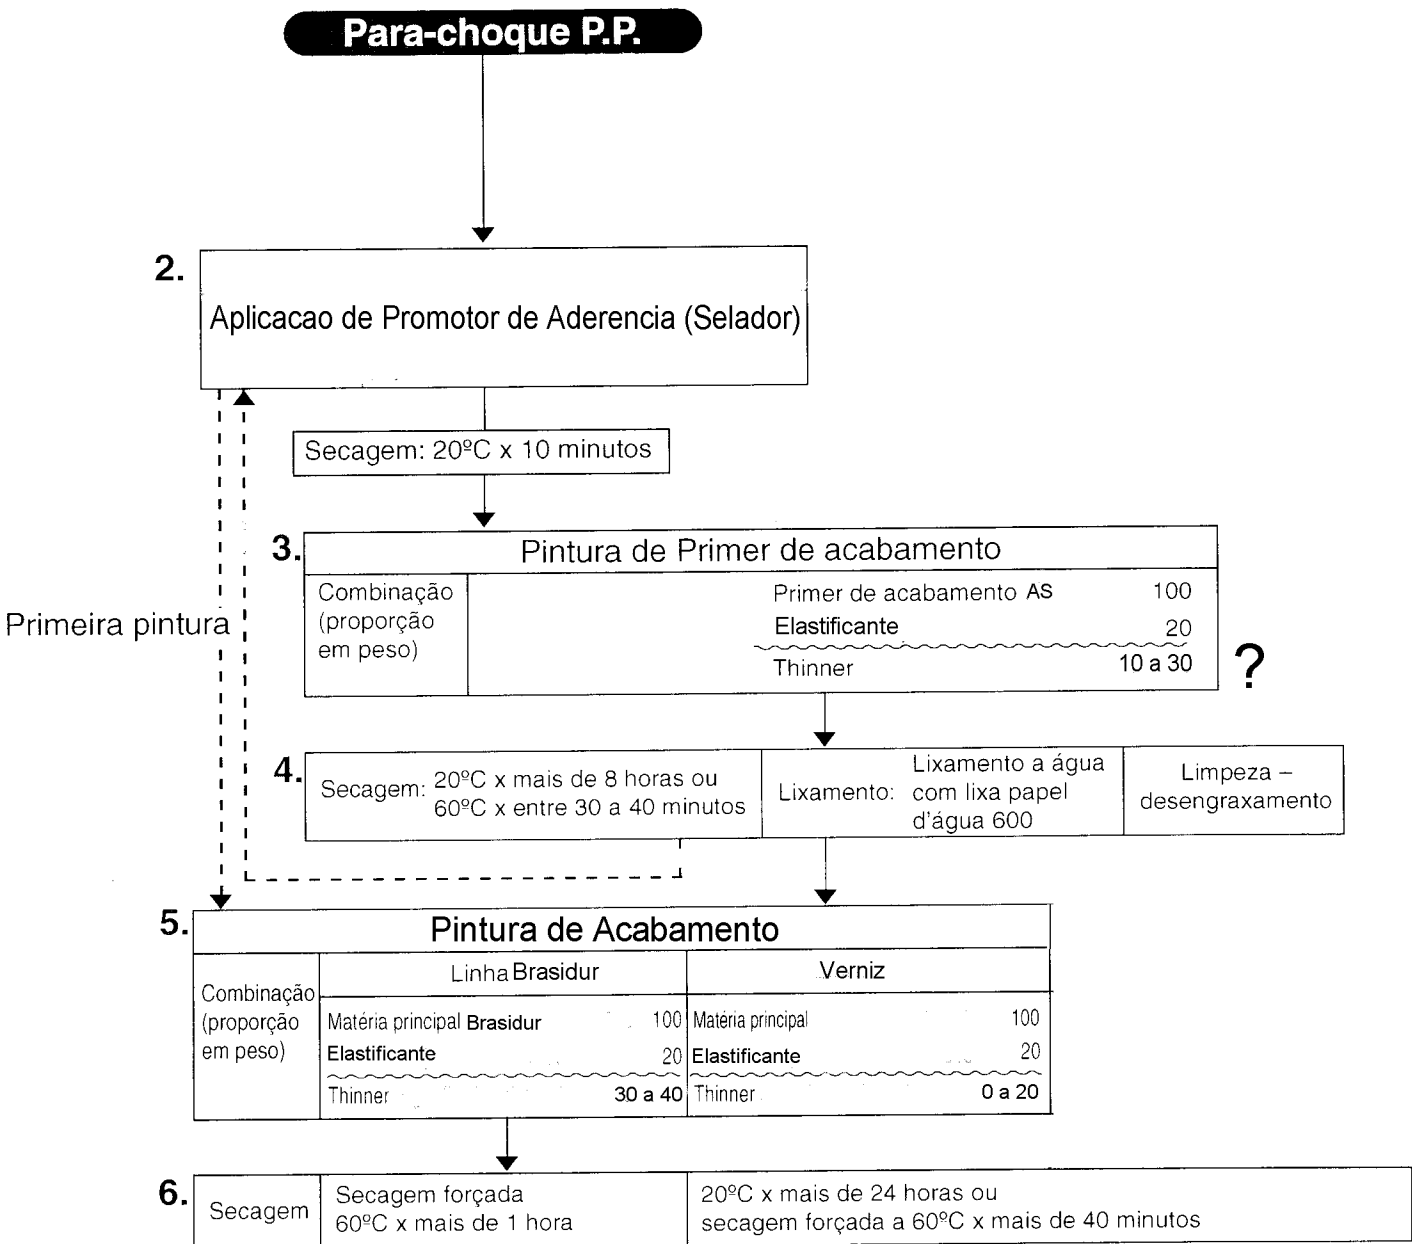 Para-choque P.P.
2.
Aplicacao de Promotor de Aderencia (Selador)
Secagem: 20ºC x 10 minutos
3.
Pintura de Primer de acabamento
Combinação
(proporção
em peso)
Primer de acabamento AS 100
Elastificante 20
Thinner 10 a 30
?
Primeira pintura
4.
Secagem: 20ºC x mais de 8 horas ou
60ºC x entre 30 a 40 minutos
Lixamento: Lixamento a água
com lixa papel
d'água 600
Limpeza –
desengraxamento
5.
Pintura de Acabamento
Combinação
(proporção
em peso)
Linha Brasidur
Matéria principal Brasidur 100
Elastificante 20
Thinner 30 a 40
Verniz
Matéria principal 100
Elastificante 20
Thinner 0 a 20
6.
Secagem
Secagem forçada
60ºC x mais de 1 hora
20ºC x mais de 24 horas ou
secagem forçada a 60ºC x mais de 40 minutos